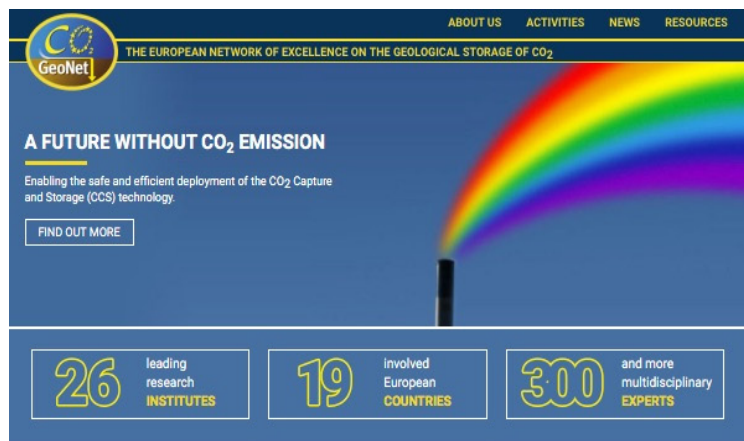 ABOUT US ACTIVITIES NEWS RESOURCES
CO2
GeoNet
THE EUROPEAN NETWORK OF EXCELLENCE ON THE GEOLOGICAL STORAGE OF CO2
A FUTURE WITHOUT CO2 EMISSION
Enabling the safe and efficient deployment of the CO2 Capture
and Storage (CCS) technology.
FIND OUT MORE
26
leading
research
INSTITUTES
19
involved
European
COUNTRIES
300
and more
multidisciplinary
EXPERTS